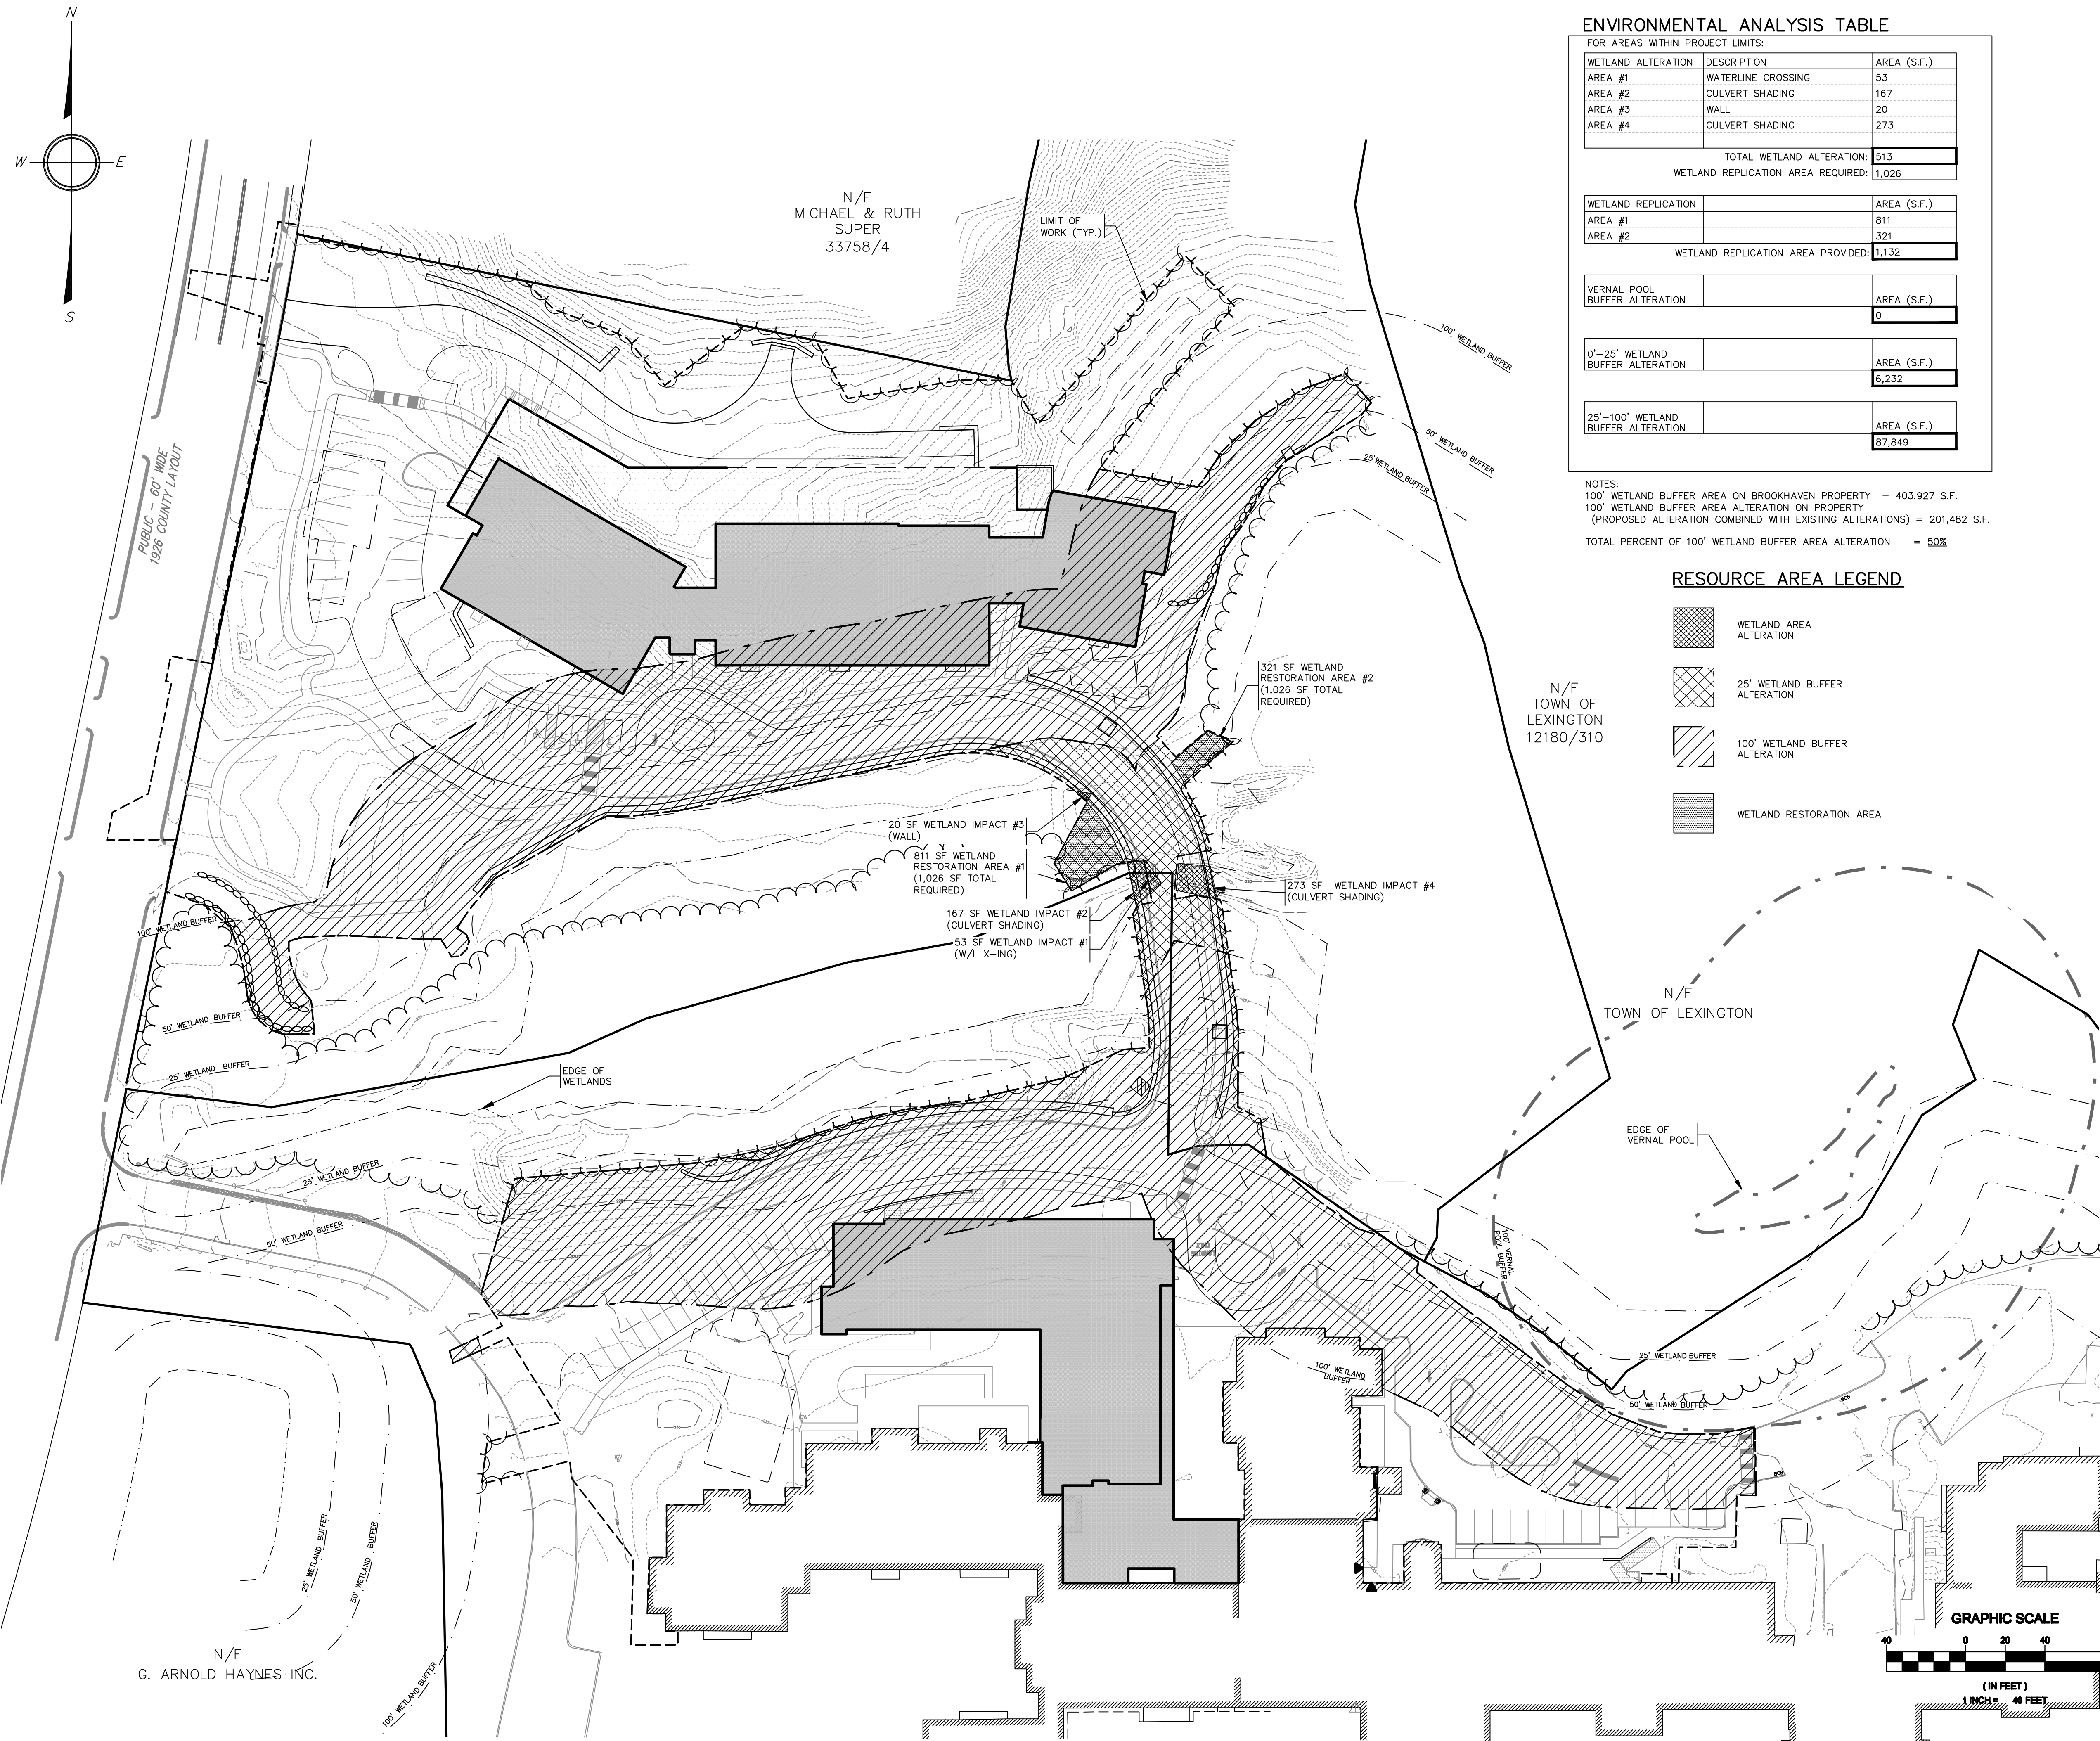 N
W
E
S
ENVIRONMENTAL ANALYSIS TABLE
FOR AREAS WITHIN PROJECT LIMITS:
WETLAND ALTERATION DESCRIPTION AREA (S.F.)
AREA #1 WATERLINE CROSSING 53
AREA #2 CULVERT SHADING 167
AREA #3 WALL 20
AREA #4 CULVERT SHADING 273
TOTAL WETLAND ALTERATION: 513
WETLAND REPLICATION AREA REQUIRED: 1,026
WETLAND REPLICATION AREA (S.F.)
AREA #1 811
AREA #2 321
WETLAND REPLICATION AREA PROVIDED: 1,132
VERNAL POOL
BUFFER ALTERATION AREA (S.F.)
0
0'-25' WETLAND
BUFFER ALTERATION AREA (S.F.)
6,232
25'-100' WETLAND
BUFFER ALTERATION AREA (S.F.)
87,849
NOTES:
100' WETLAND BUFFER AREA ON BROOKHAVEN PROPERTY = 403,927 S.F.
100' WETLAND BUFFER AREA ALTERATION ON PROPERTY
(PROPOSED ALTERATION COMBINED WITH EXISTING ALTERATIONS) = 201,482 S.F.
TOTAL PERCENT OF 100' WETLAND BUFFER AREA ALTERATION = 50%
RESOURCE AREA LEGEND
WETLAND AREA
ALTERATION
25' WETLAND BUFFER
ALTERATION
100' WETLAND BUFFER
ALTERATION
WETLAND RESTORATION AREA
N/F
MICHAEL & RUTH
SUPER
33758/4
LIMIT OF
WORK (TYP.)
100' WETLAND
BUFFER
50' WETLAND
BUFFER
25' WETLAND BUFFER
PUBLIC - 60' WIDE
1926 COUNTY LAYOUT
321 SF WETLAND
RESTORATION AREA #2
(1,026 SF TOTAL
REQUIRED)
N/F
TOWN OF
LEXINGTON
12180/310
20 SF WETLAND IMPACT #3
(WALL)
811 SF WETLAND
RESTORATION AREA #1
(1,026 SF TOTAL
REQUIRED)
273 SF WETLAND IMPACT #4
(CULVERT SHADING)
167 SF WETLAND IMPACT #2
(CULVERT SHADING)
53 SF WETLAND IMPACT #1
(W/L X-ING)
100' WETLAND BUFFER
50' WETLAND BUFFER
25' WETLAND BUFFER
EDGE OF
WETLANDS
N/F
TOWN OF LEXINGTON
EDGE OF
VERNAL POOL
100' VERNAL
POOL BUFFER
25' WETLAND BUFFER
50' WETLAND BUFFER
25' WETLAND BUFFER
50' WETLAND BUFFER
100' WETLAND
BUFFER
BCB
BCB
25' WETLAND BUFFER
50' WETLAND BUFFER
100' WETLAND BUFFER
N/F
G. ARNOLD HAYNES INC.
GRAPHIC SCALE
40 0 20 40
( IN FEET )
1 INCH = 40 FEET